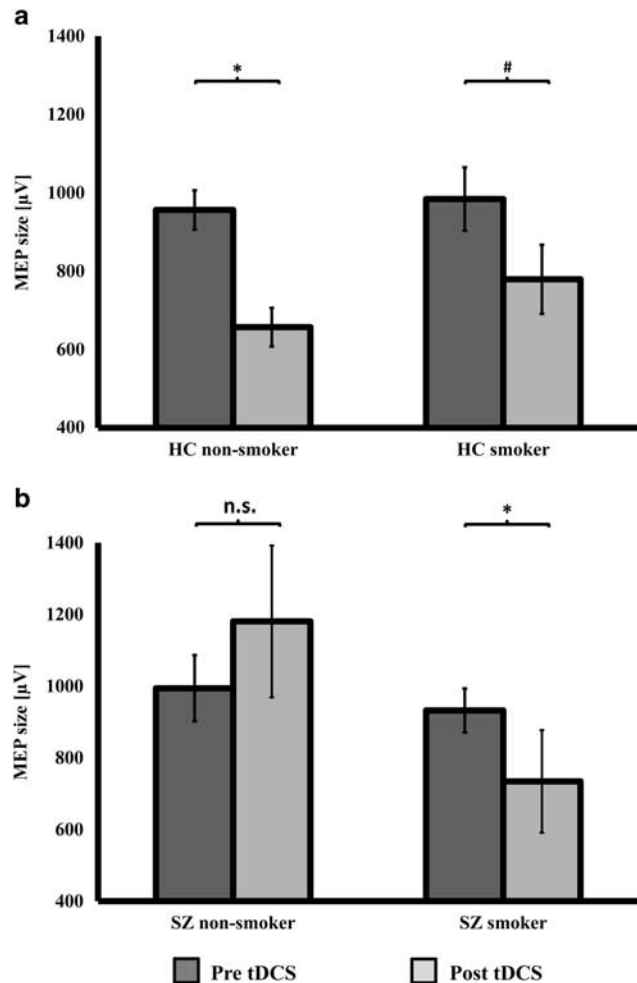 a
1400
* #
1200
1000
MEP size [µV]
800
600
400
HC non-smoker HC smoker
b
n.s. *
1400
1200
1000
MEP size [µV]
800
600
400
SZ non-smoker SZ smoker
Pre tDCS Post tDCS